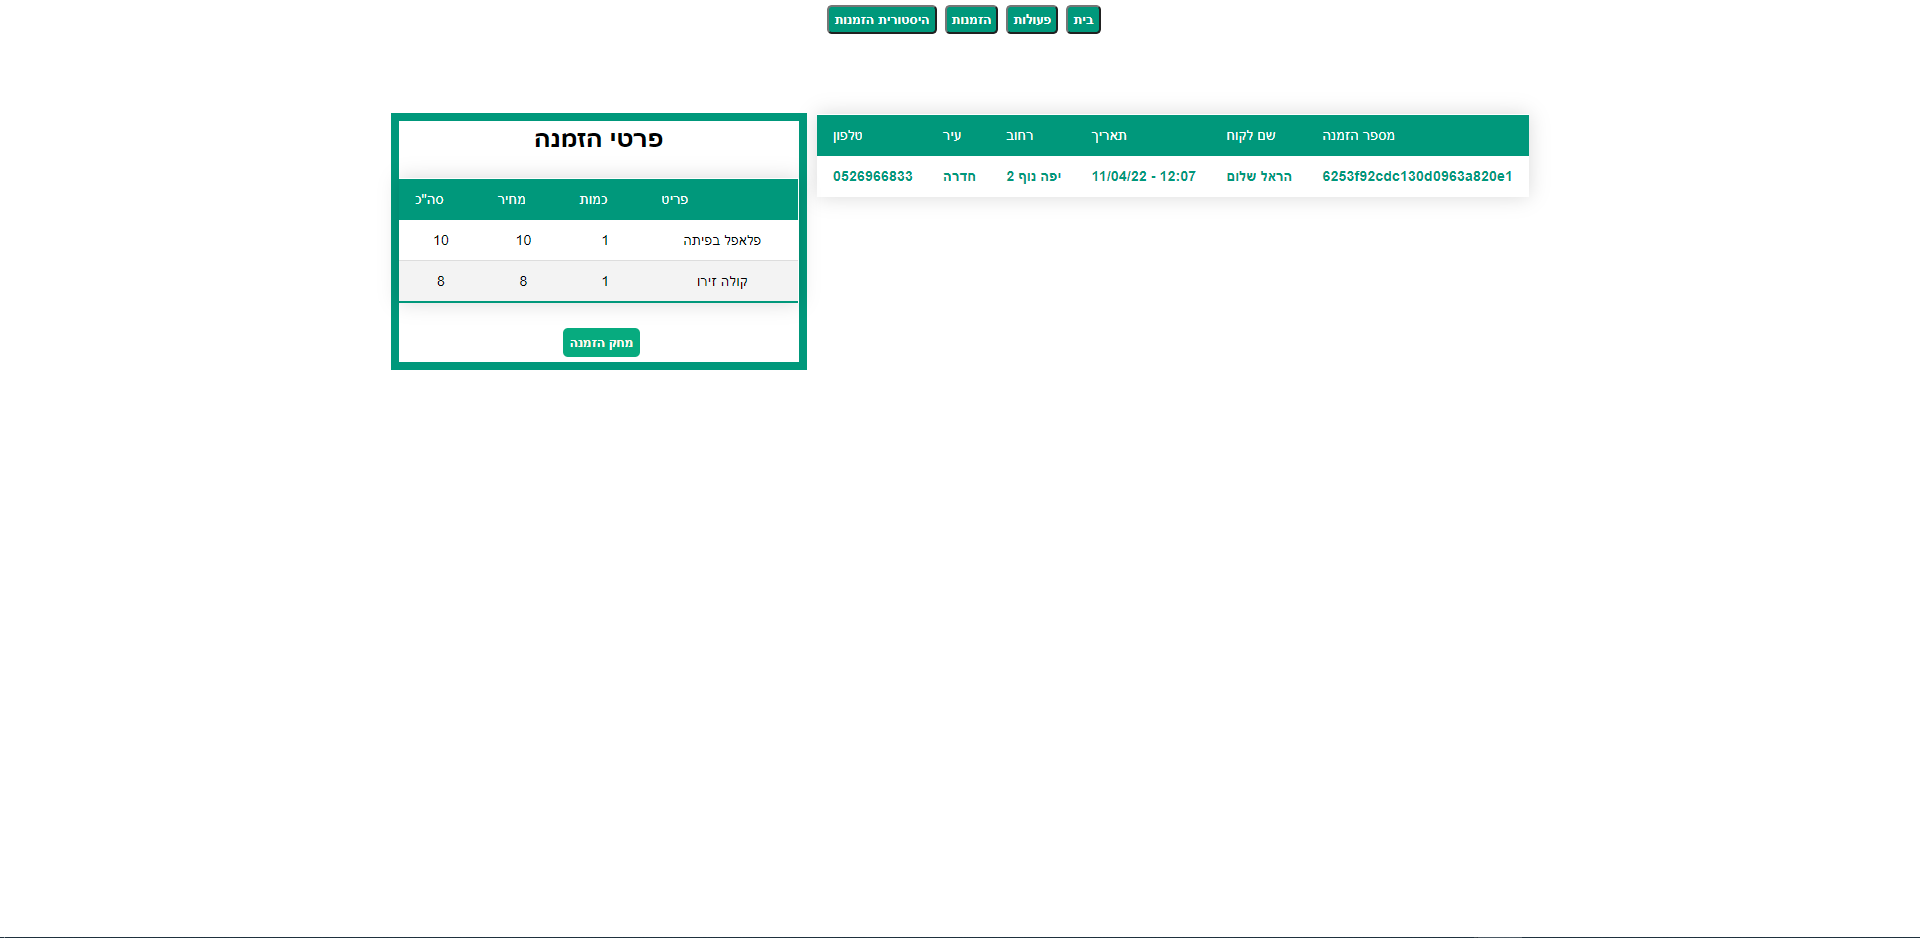 בית פעולות הזמנות היסטורית הזמנות
מספר הזמנה שם לקוח תאריך רחוב עיר טלפון
6253f92cdc130d0963a820e1 הראל שלום 11/04/22 - 12:07 יפה נוף 2 חדרה 0526966833
פרטי הזמנה
פריט כמות מחיר סה"כ
פלאפל בפיתה 1 10 10
קולה זירו 1 8 8
מחק הזמנה